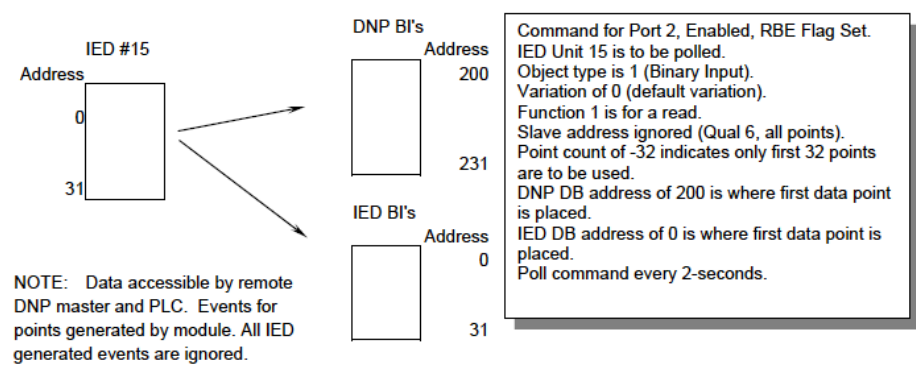 IED #15
Address
0
31
DNP BI's
Address
200
231
IED BI's
Address
0
31
NOTE: Data accessible by remote
DNP master and PLC. Events for
points generated by module. All IED
generated events are ignored.
Command for Port 2, Enabled, RBE Flag Set.
IED Unit 15 is to be polled.
Object type is 1 (Binary Input).
Variation of 0 (default variation).
Function 1 is for a read.
Slave address ignored (Qual 6, all points).
Point count of -32 indicates only first 32 points
are to be used.
DNP DB address of 200 is where first data point
is placed.
IED DB address of 0 is where first data point is
placed.
Poll command every 2-seconds.